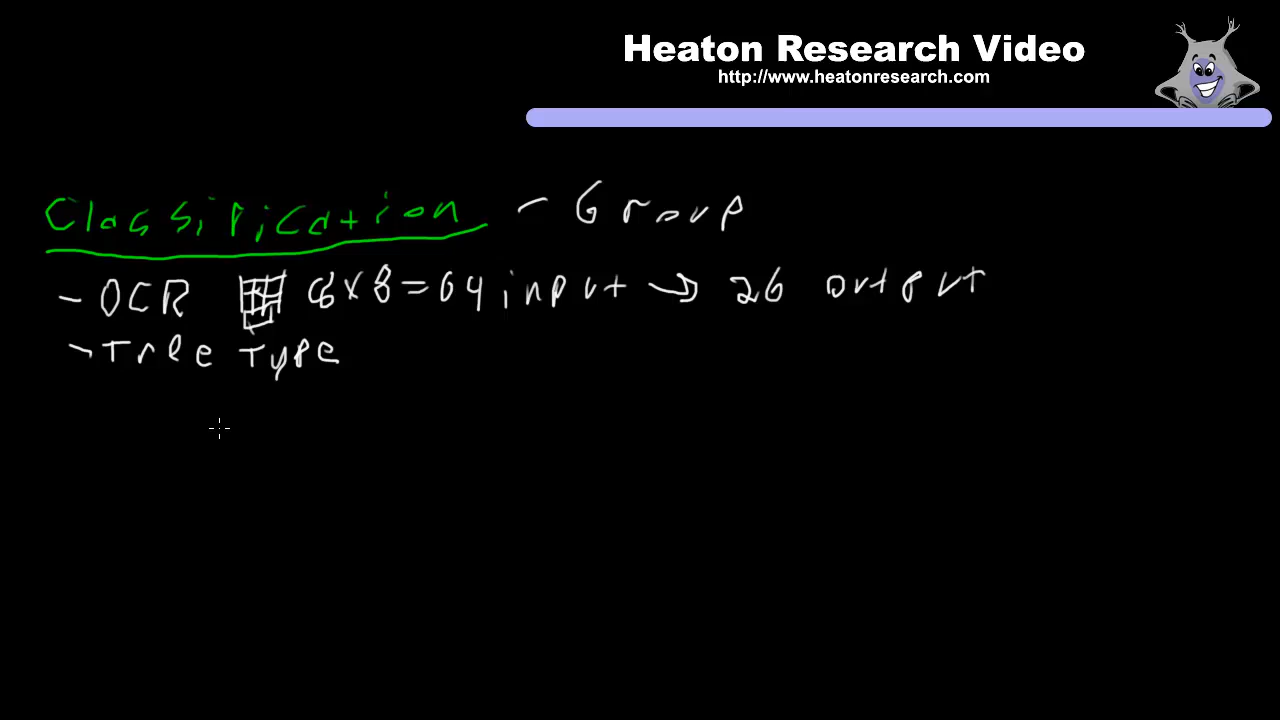 Heaton Research Video
http://www.heatonresearch.com
Classification - Group
- OCR 8x8=64 input → 26 output
- Tree Type